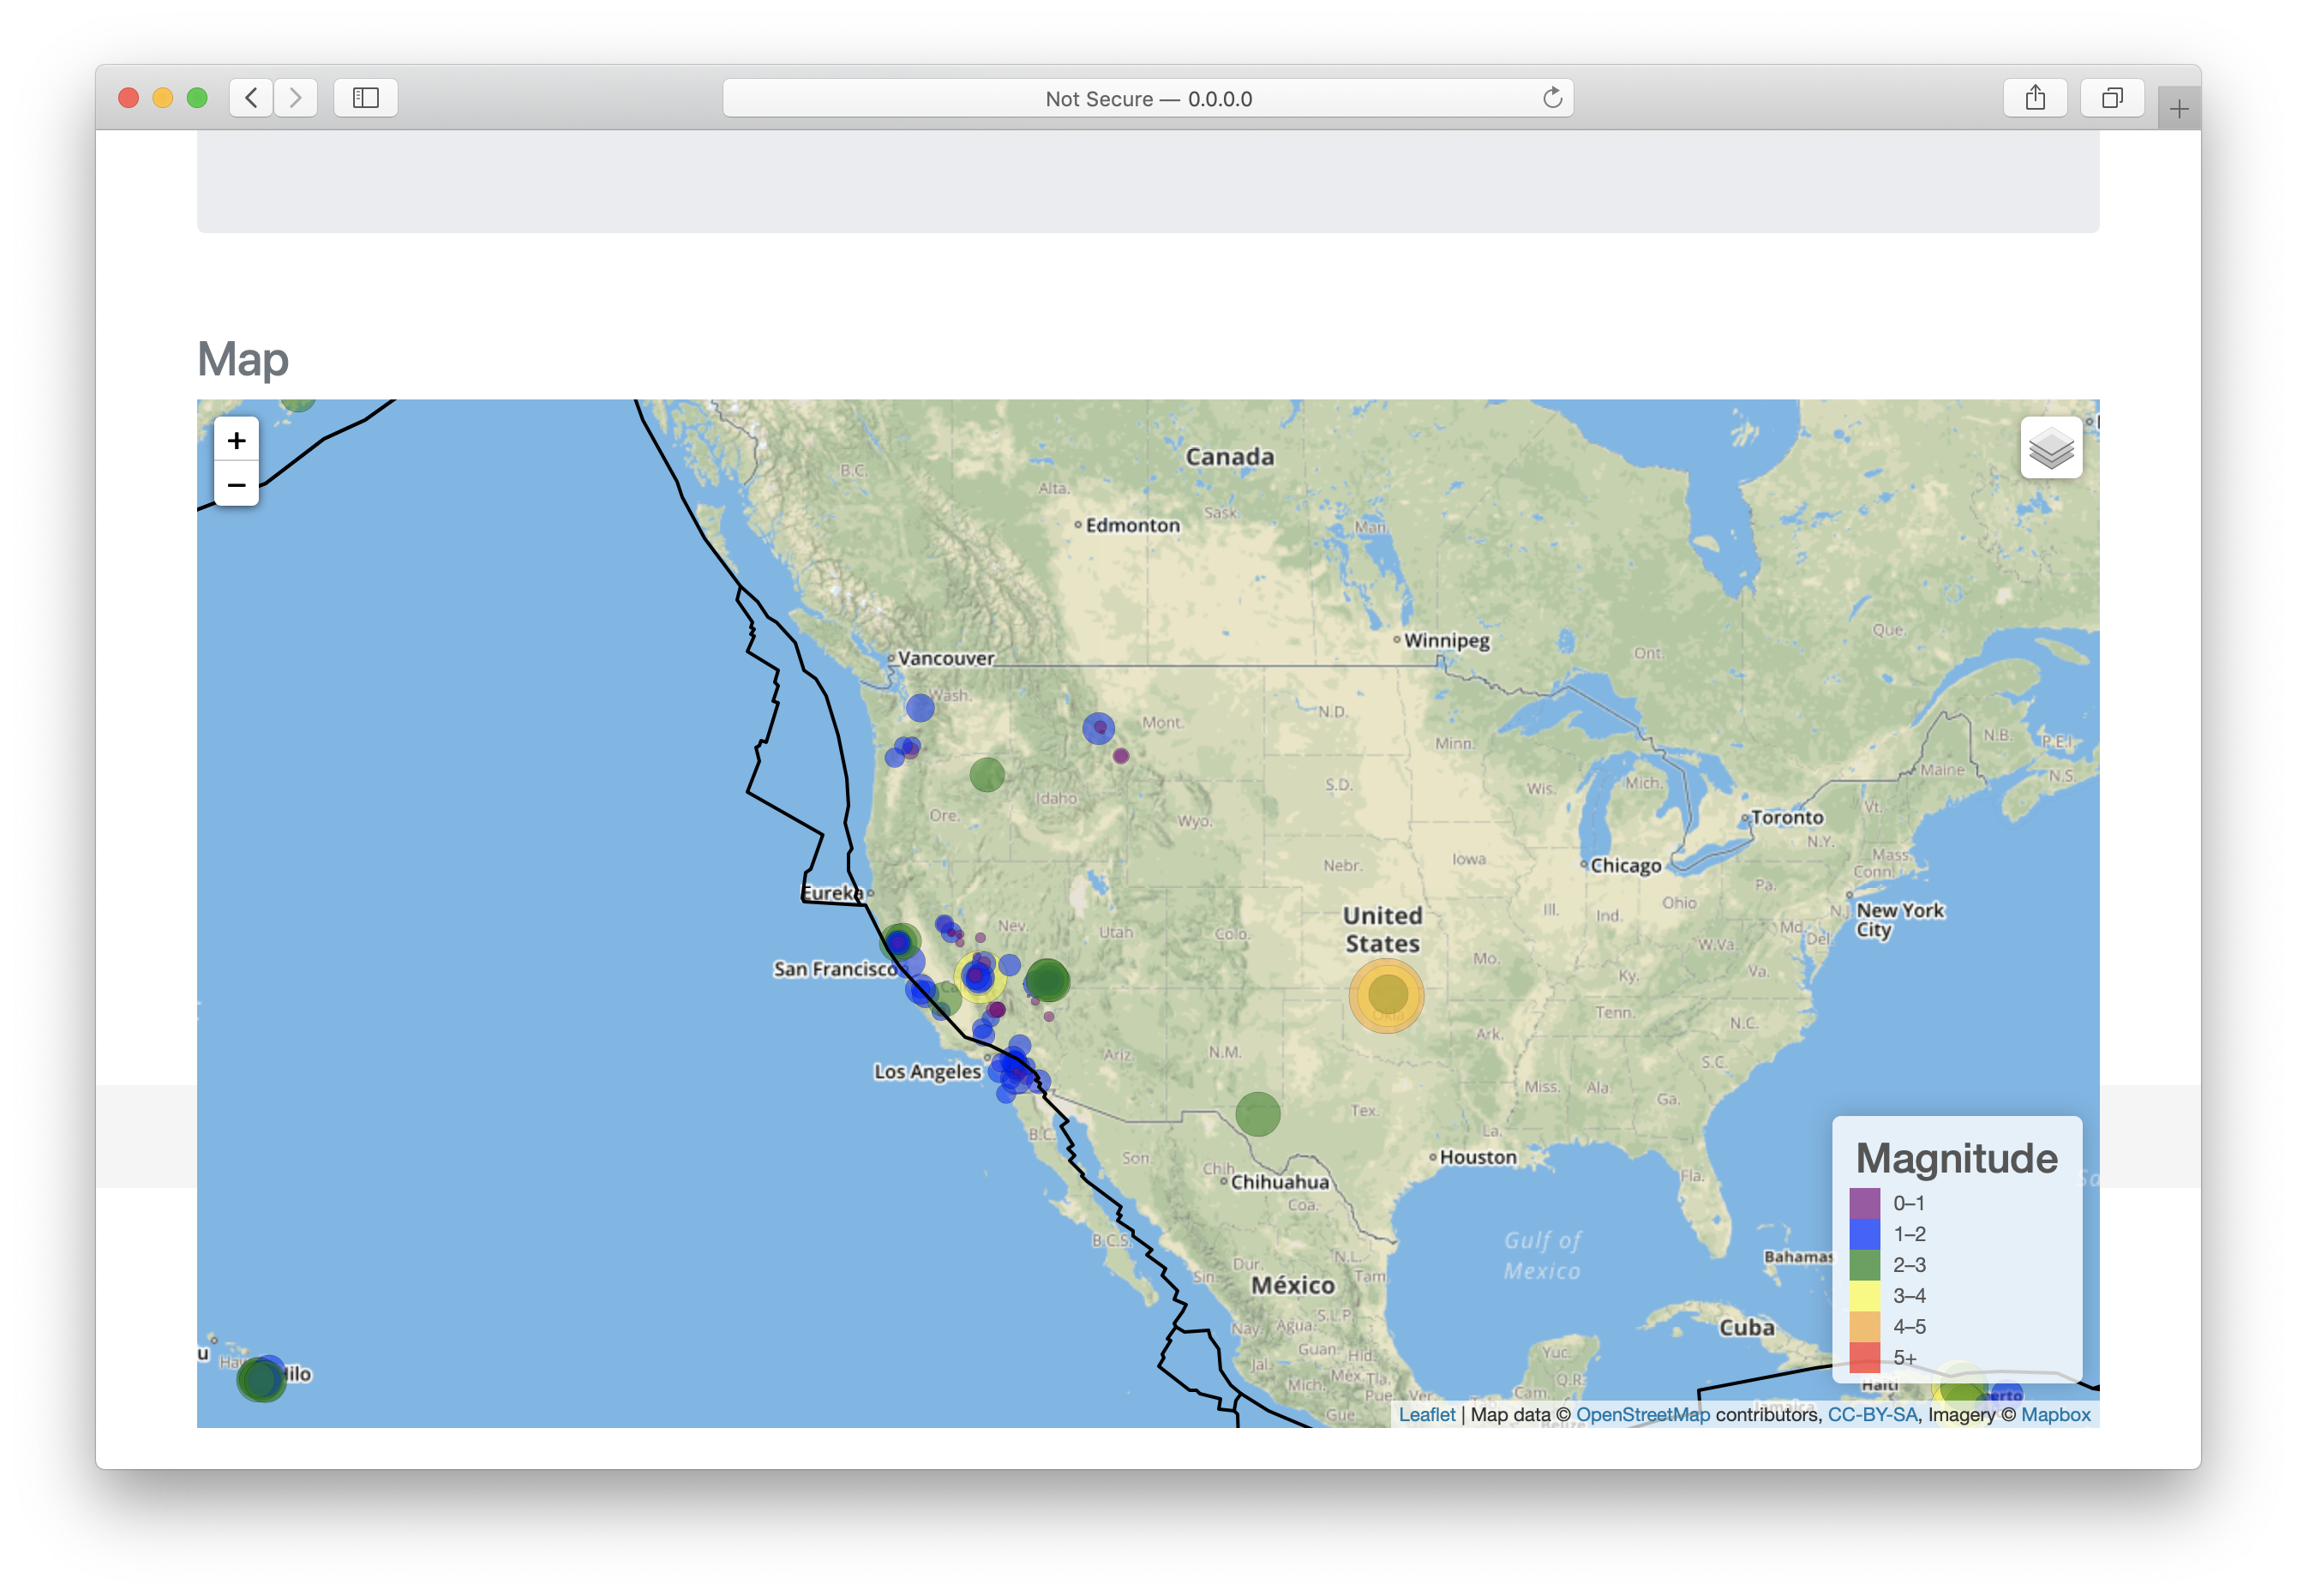 Not Secure — 0.0.0.0
Map
+
−
Canada
B.C.
Alta.
Edmonton
Sask.
Man.
Winnipeg
Que.
Ont.
Vancouver
Wash.
Mont.
N.D.
Minn.
N.B.
P.E.I.
Maine
N.S.
S.D.
Wis.
Mich.
Idaho
Ore.
Wyo.
Vt.
Toronto
N.Y.
Mass.
Conn.
Nebr.
Iowa
Chicago
Pa.
Eureka
Ill.
Ind.
Ohio
N.J.
New York
City
United
States
Nev.
Utah
Colo.
Md.
Del.
W.Va.
San Francisco
Mo.
Ky.
Va.
Ca
Okla.
Tenn.
N.C.
Ark.
S.C.
Ariz.
N.M.
Los Angeles
Miss.
Ala.
Ga.
Tex.
La.
B.C.
Son.
Chih.
Chihuahua
Houston
Fla.
Coa.
B.C.S.
Gulf of
Mexico
Bahamas
Dur.
N.L.
Sin.
México
Tam.
S.L.P.
Nay.
Agua.
Cuba
Guan.
Hid.
Yuc.
Jal.
Méx.
Tla.
Q.R.
Mich.
Pue.
Ver.
Cam.
Gue.
u
Haw
Hilo
Haiti
Jamaica
erto
Sa
Magnitude
0–1
1–2
2–3
3–4
4–5
5+
Leaflet | Map data © OpenStreetMap contributors, CC-BY-SA, Imagery © Mapbox